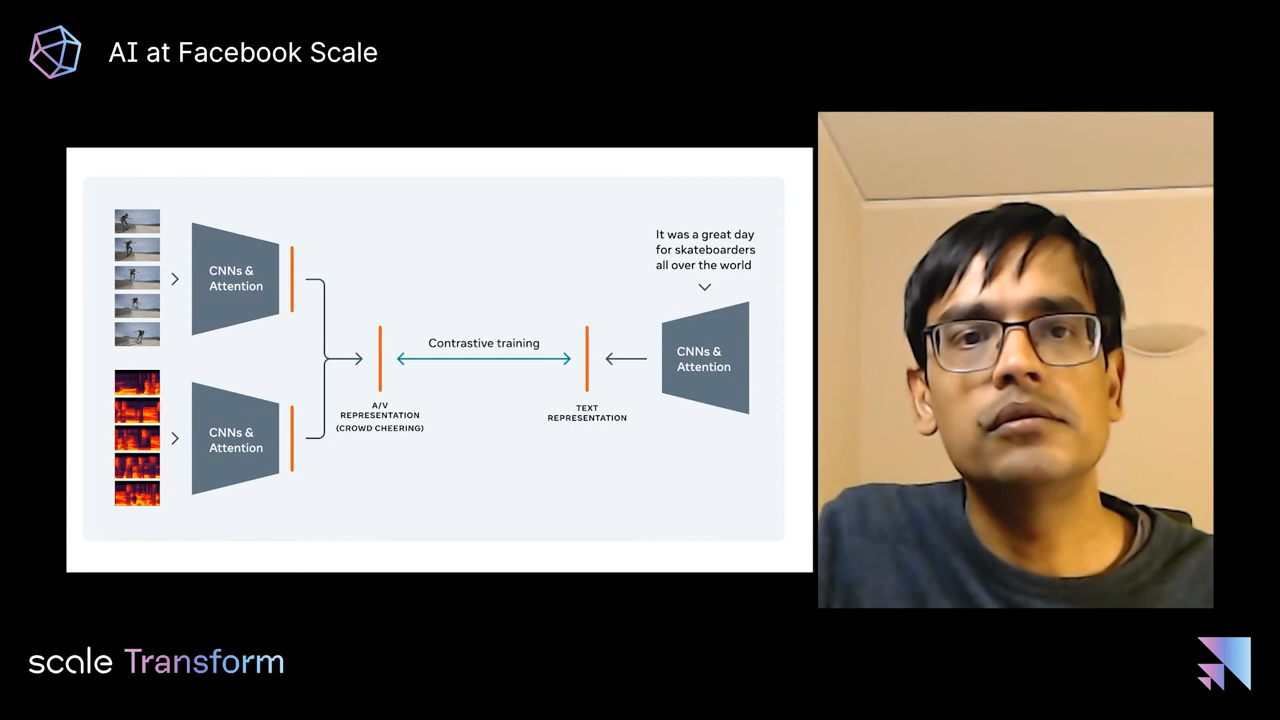 AI at Facebook Scale
CNNs &
Attention
CNNs &
Attention
A/V
REPRESENTATION
(CROWD CHEERING)
Contrastive training
TEXT
REPRESENTATION
It was a great day
for skateboarders
all over the world
CNNs &
Attention
scale Transform